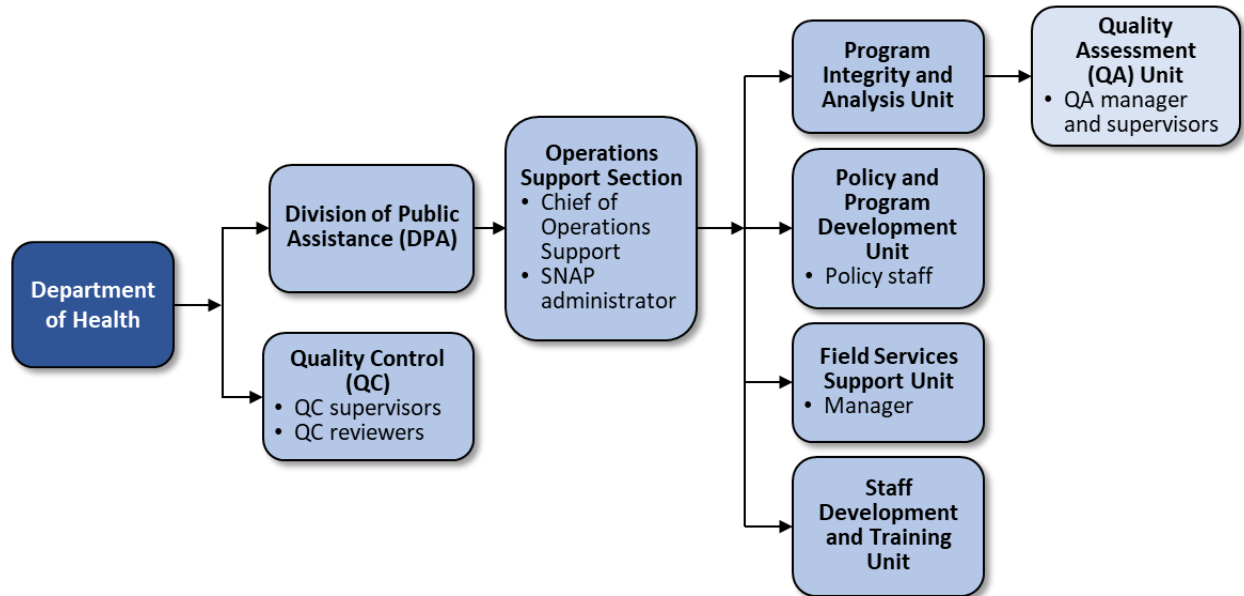 Department
of Health
Division of Public
Assistance (DPA)
Quality Control
(QC)
• QC supervisors
• QC reviewers
Operations
Support Section
• Chief of
Operations
Support
• SNAP
administrator
Program
Integrity and
Analysis Unit
Quality
Assessment
(QA) Unit
• QA manager
and supervisors
Policy and
Program
Development
Unit
• Policy staff
Field Services
Support Unit
• Manager
Staff
Development
and Training
Unit